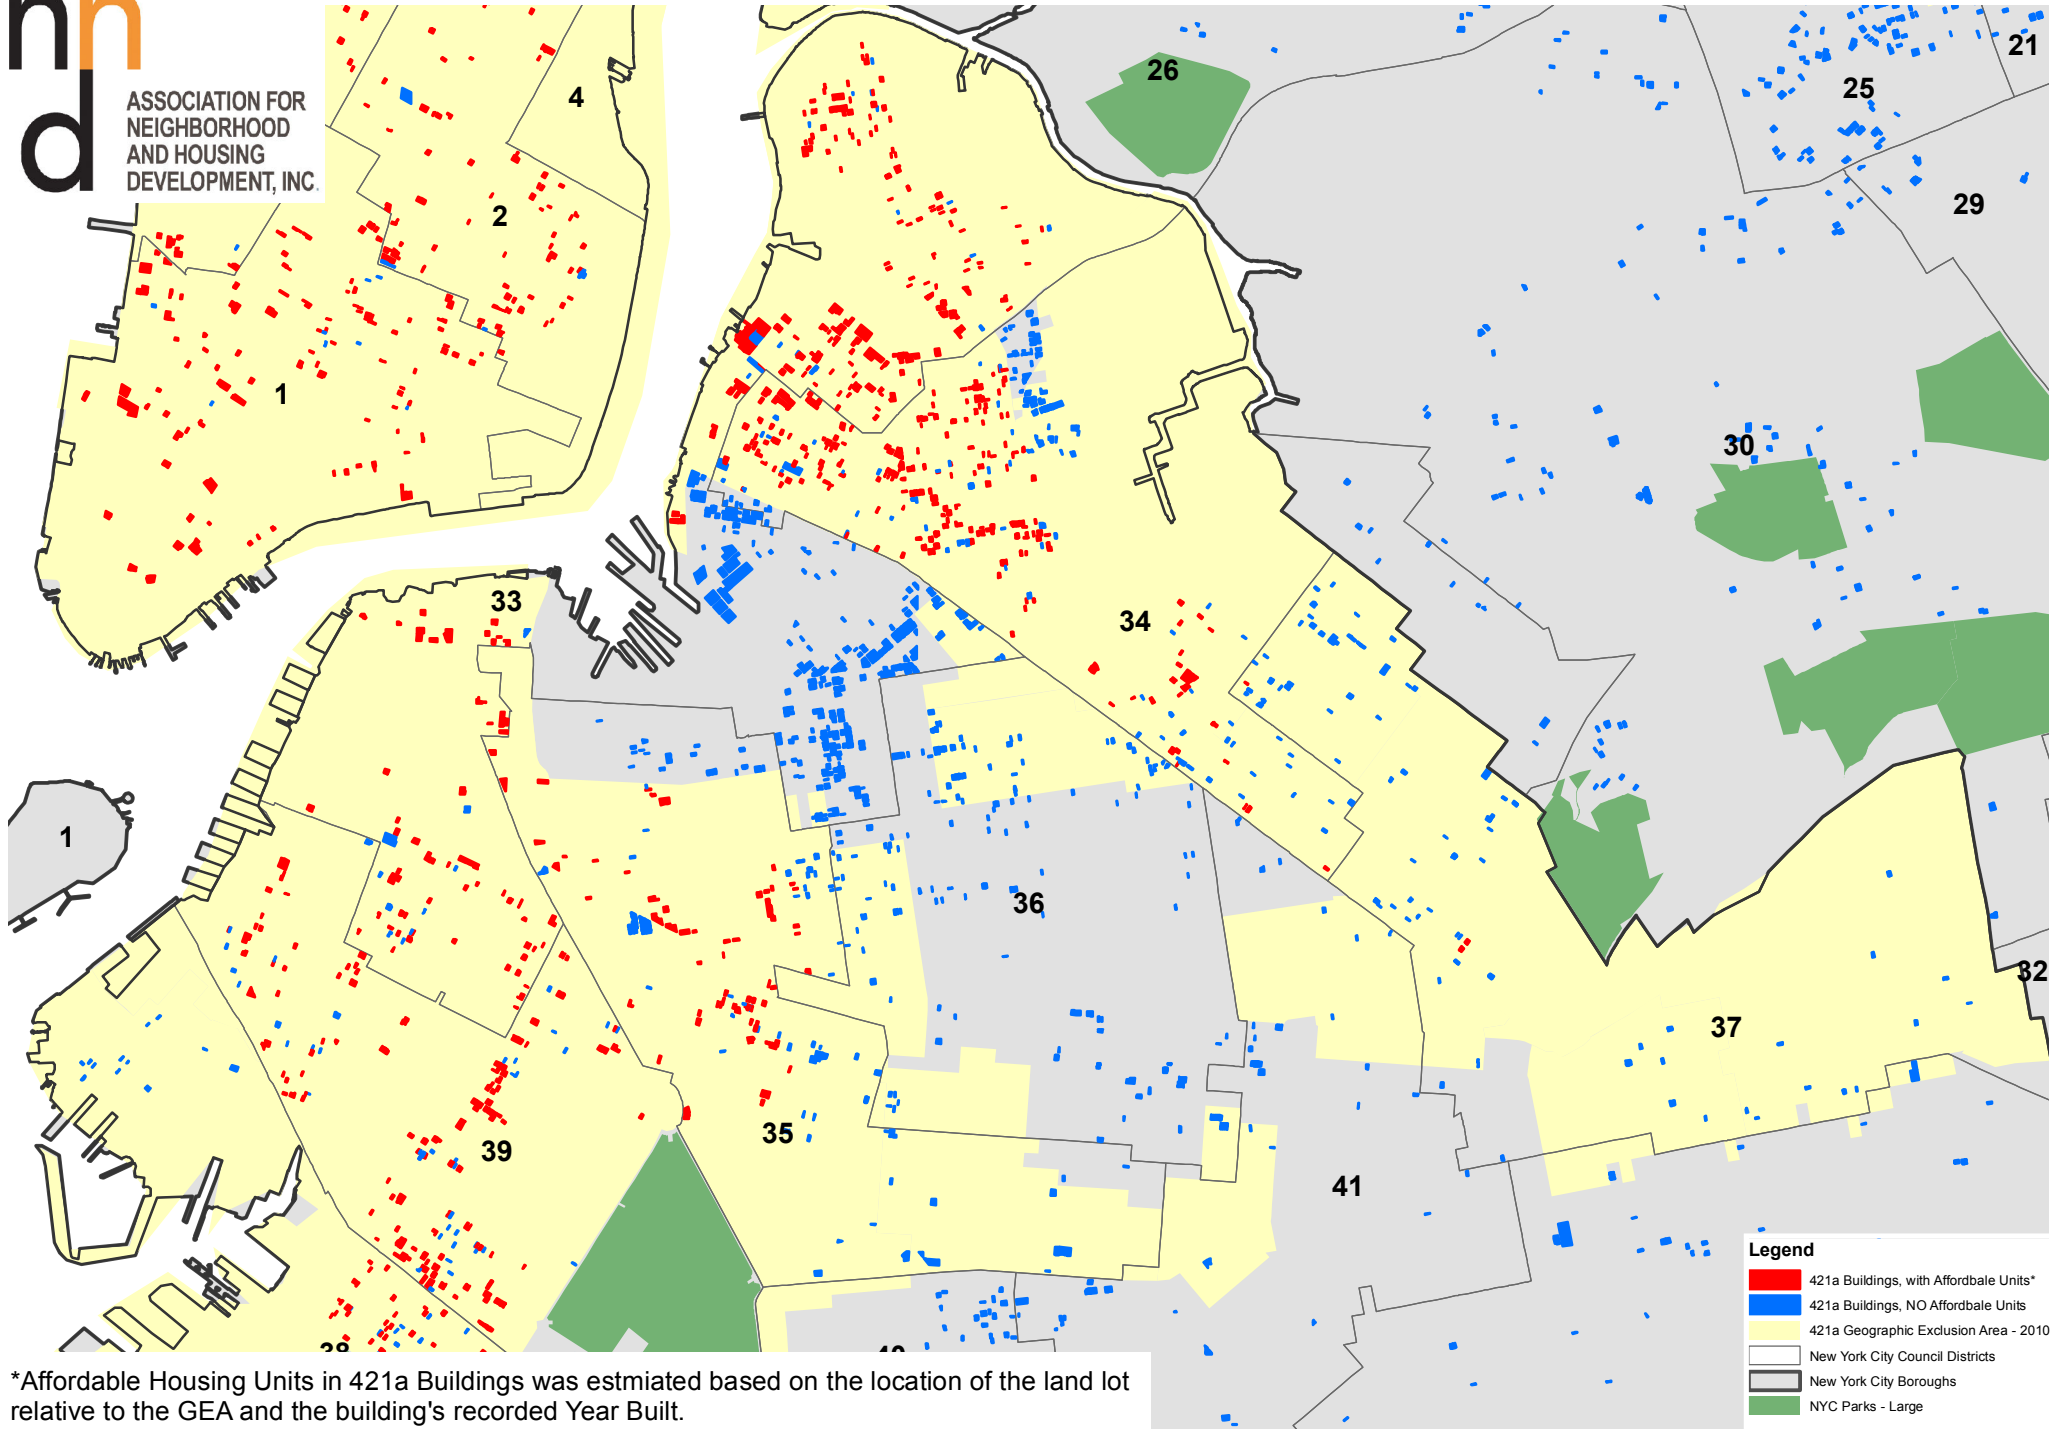 nn
d
ASSOCIATION FOR
NEIGHBORHOOD
AND HOUSING
DEVELOPMENT, INC.
4
26
21
25
2
29
1
30
33
34
1
36
32
37
35
39
41
38
40
Legend
421a Buildings, with Affordbale Units*
421a Buildings, NO Affordbale Units
421a Geographic Exclusion Area - 2010
New York City Council Districts
New York City Boroughs
NYC Parks - Large
*Affordable Housing Units in 421a Buildings was estmiated based on the location of the land lot
relative to the GEA and the building's recorded Year Built.